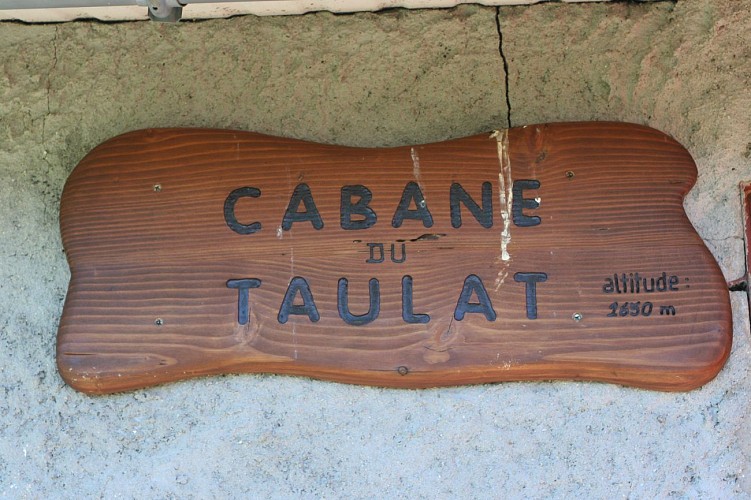 CABANE
DU
TAULAT
altitude :
1650 m